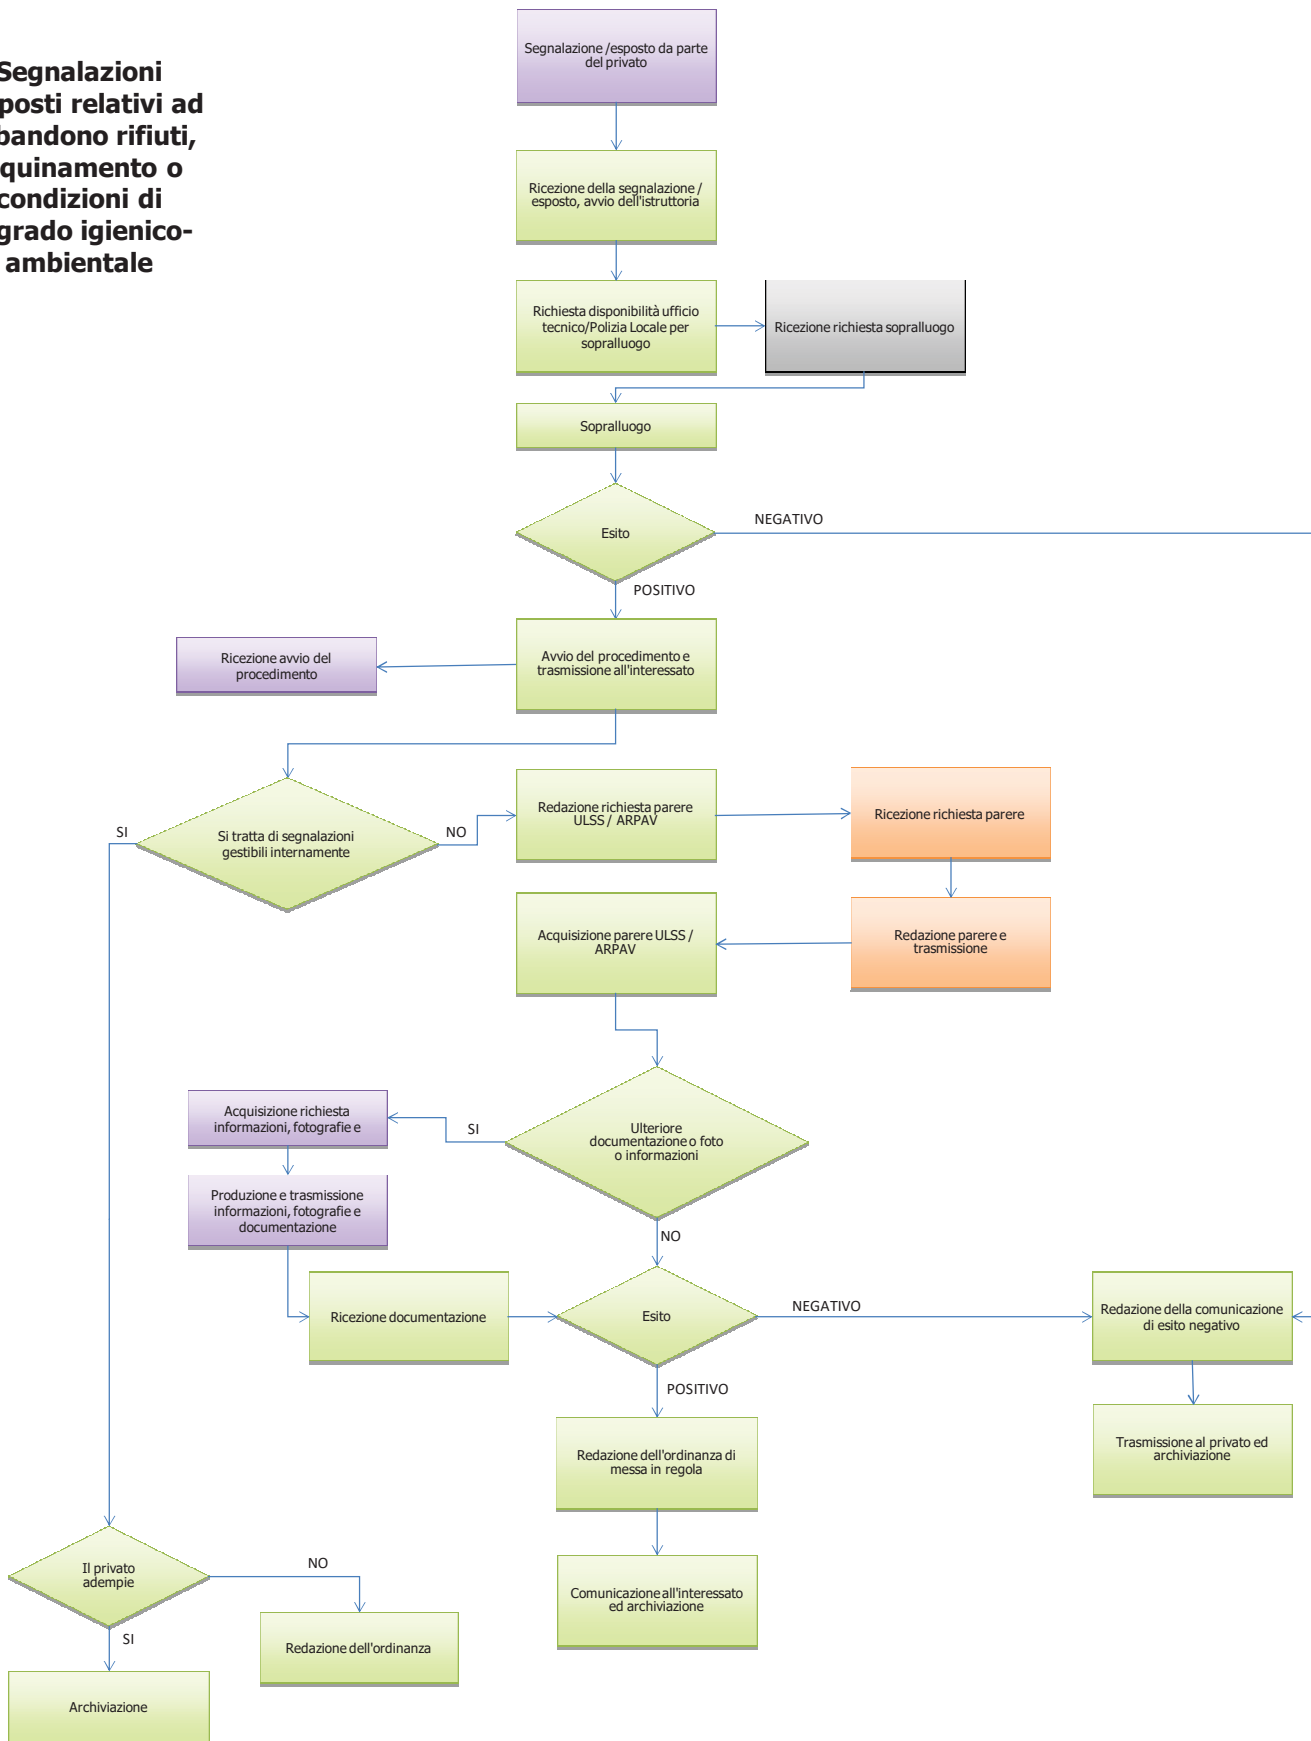 Segnalazioni
posti relativi ad
bandono rifiuti,
quinamento o
condizioni di
grado igienico-
ambientale
Segnalazione /esposto da parte
del privato
Ricezione della segnalazione /
esposto, avvio dell'istruttoria
Richiesta disponibilità ufficio
tecnico/Polizia Locale per
sopralluogo
Ricezione richiesta sopralluogo
Sopralluogo
Esito
NEGATIVO
POSITIVO
Avvio del procedimento e
trasmissione all'interessato
Ricezione avvio del
procedimento
Si tratta di segnalazioni
gestibili internamente
SI
NO
Redazione richiesta parere
ULSS / ARPAV
Ricezione richiesta parere
Redazione parere e
trasmissione
Acquisizione parere ULSS /
ARPAV
Ulteriore
documentazione o foto
o informazioni
SI
NO
Acquisizione richiesta
informazioni, fotografie e
Produzione e trasmissione
informazioni, fotografie e
documentazione
Ricezione documentazione
Esito
NEGATIVO
POSITIVO
Redazione della comunicazione
di esito negativo
Trasmissione al privato ed
archiviazione
Redazione dell'ordinanza di
messa in regola
Comunicazione all'interessato
ed archiviazione
Il privato
adempie
NO
SI
Redazione dell'ordinanza
Archiviazione